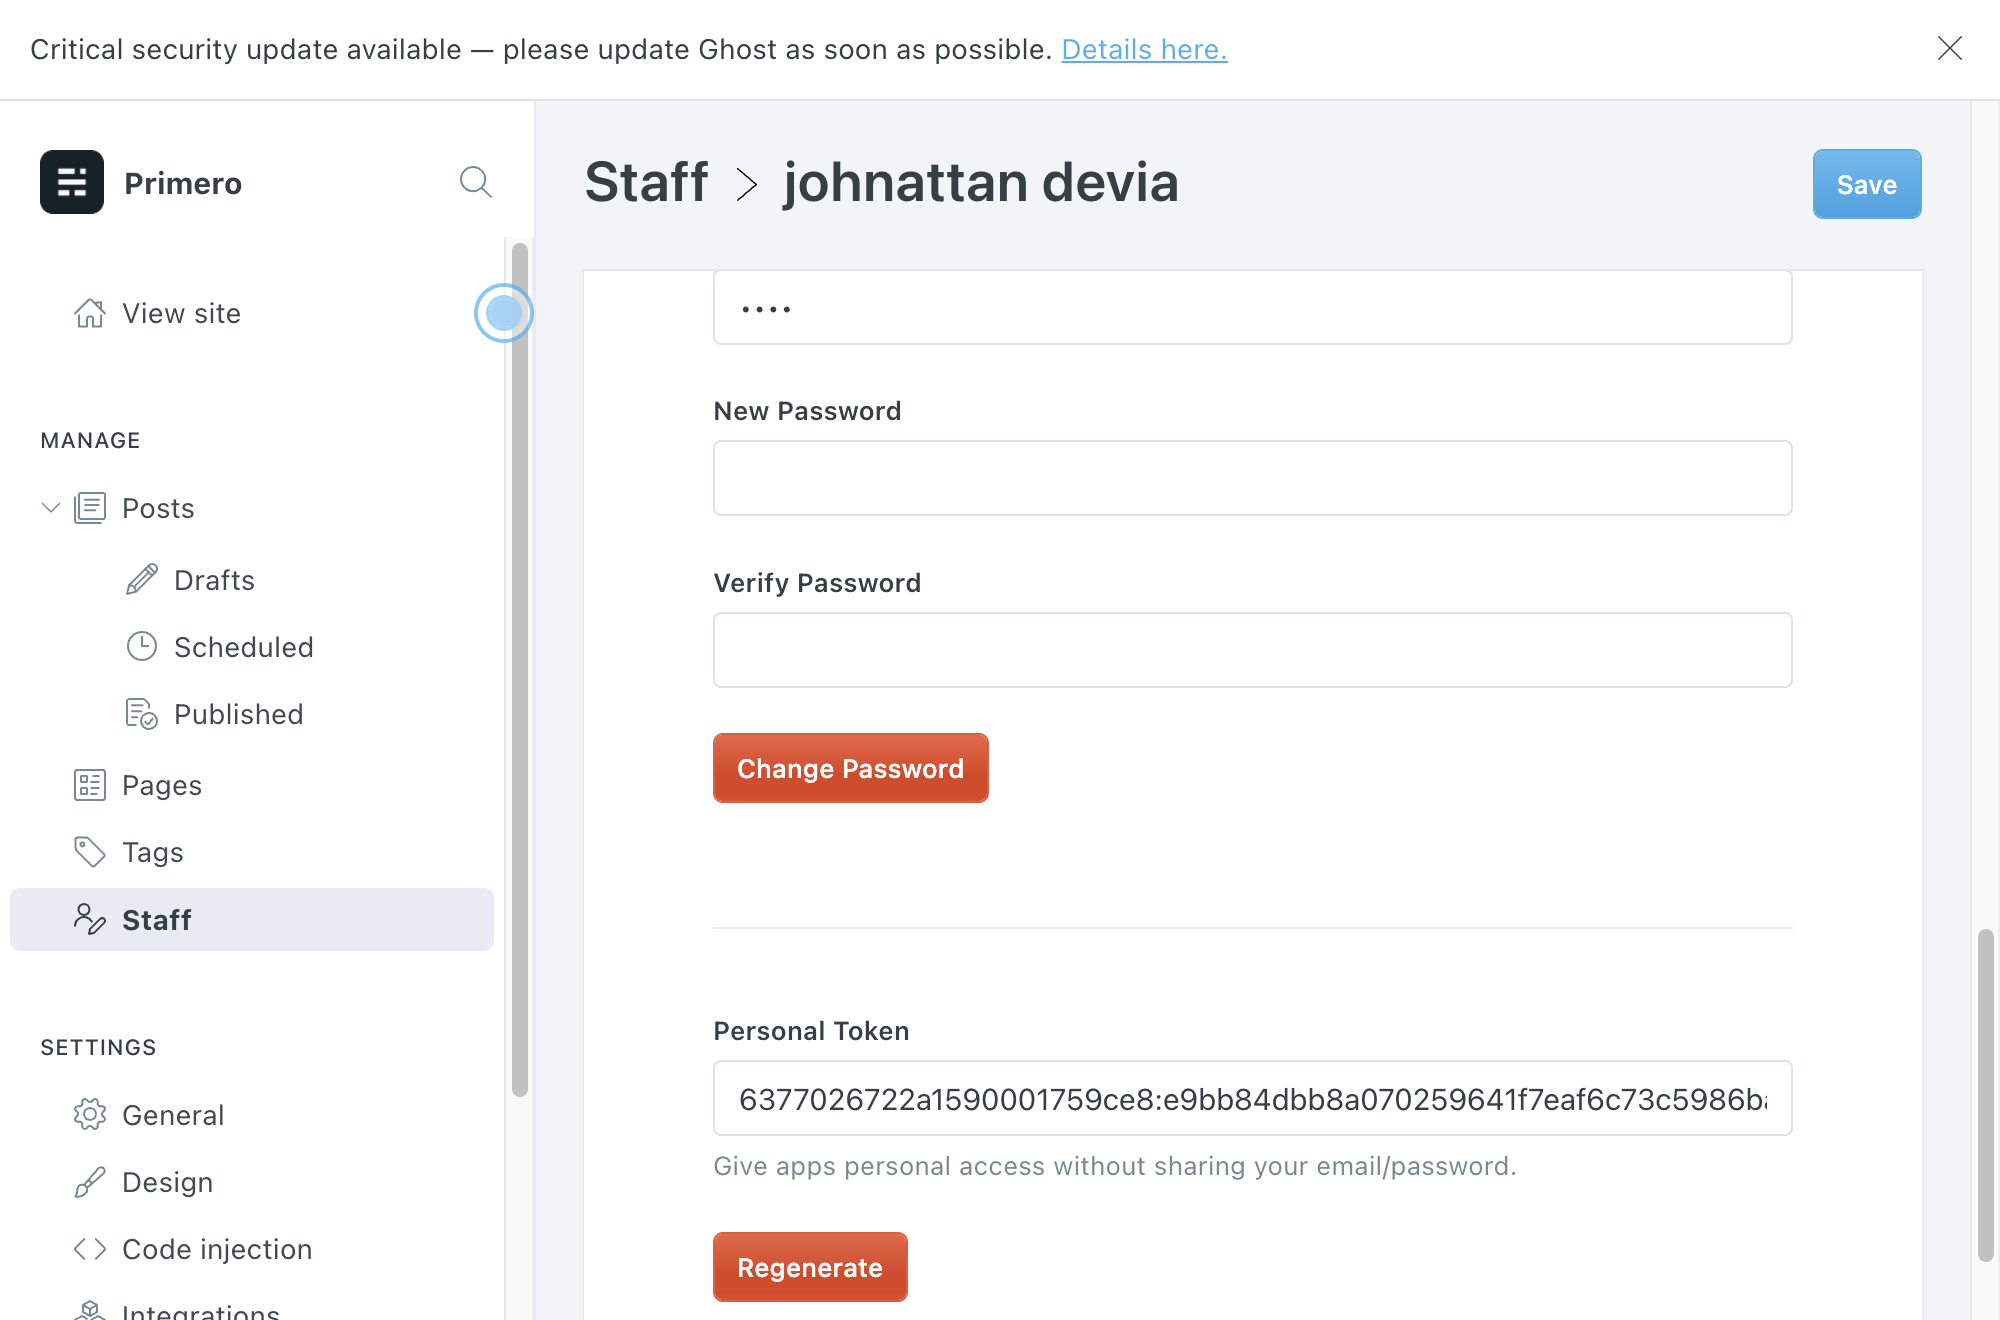 Critical security update available — please update Ghost as soon as possible. Details here.
Primero
View site
MANAGE
Posts
Drafts
Scheduled
Published
Pages
Tags
Staff
SETTINGS
General
Design
Code injection
Integrations
Staff > johnattan devia
Save
••••
New Password
Verify Password
Change Password
Personal Token
6377026722a1590001759ce8:e9bb84dbb8a070259641f7eaf6c73c5986b
Give apps personal access without sharing your email/password.
Regenerate